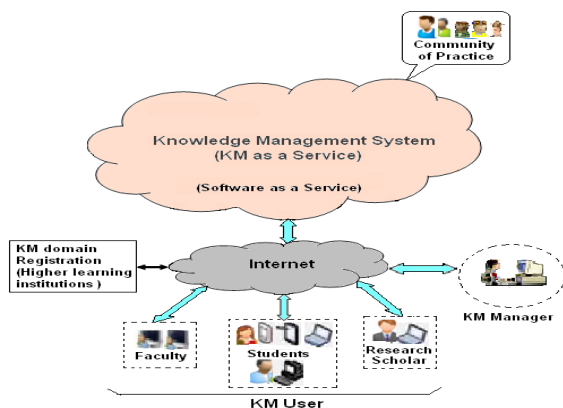 Community
of Practice
Knowledge Management System
(KM as a Service)
(Software as a Service)
KM domain
Registration
(Higher learning
institutions )
Internet
KM Manager
Faculty
Students
Research
Scholar
KM User